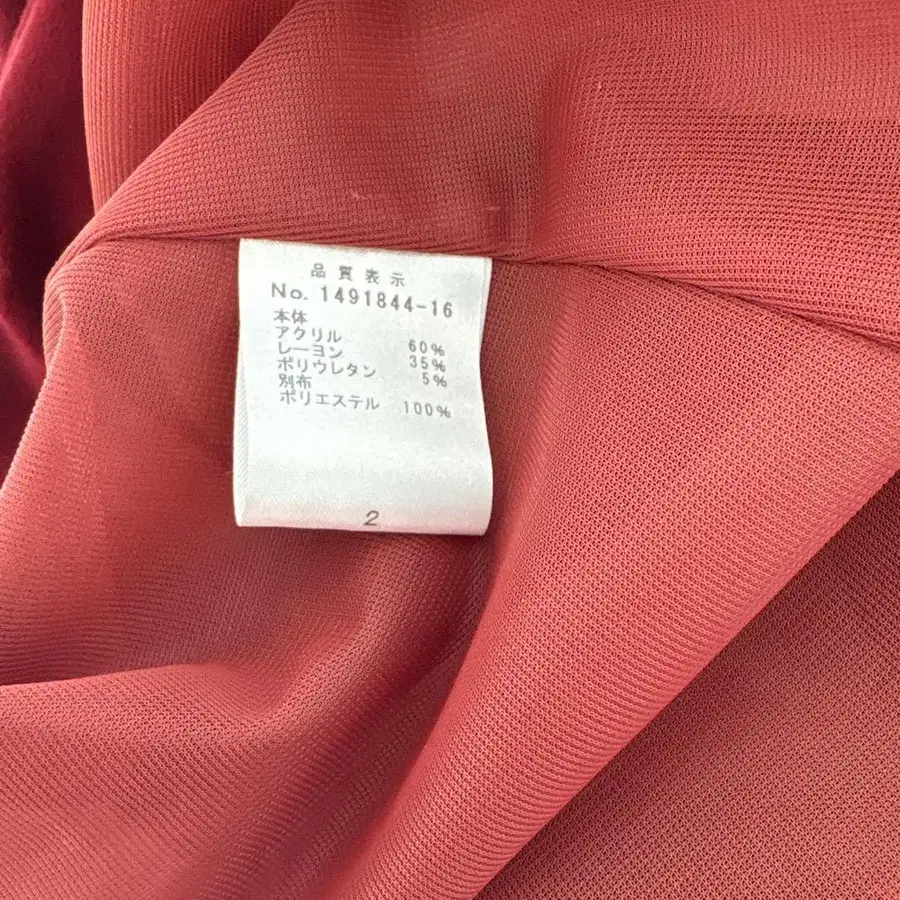 品質表示
No. 1491844-16
本体
アクリル 60%
レーヨン 35%
ポリウレタン 5%
別布
ポリエステル 100%
2